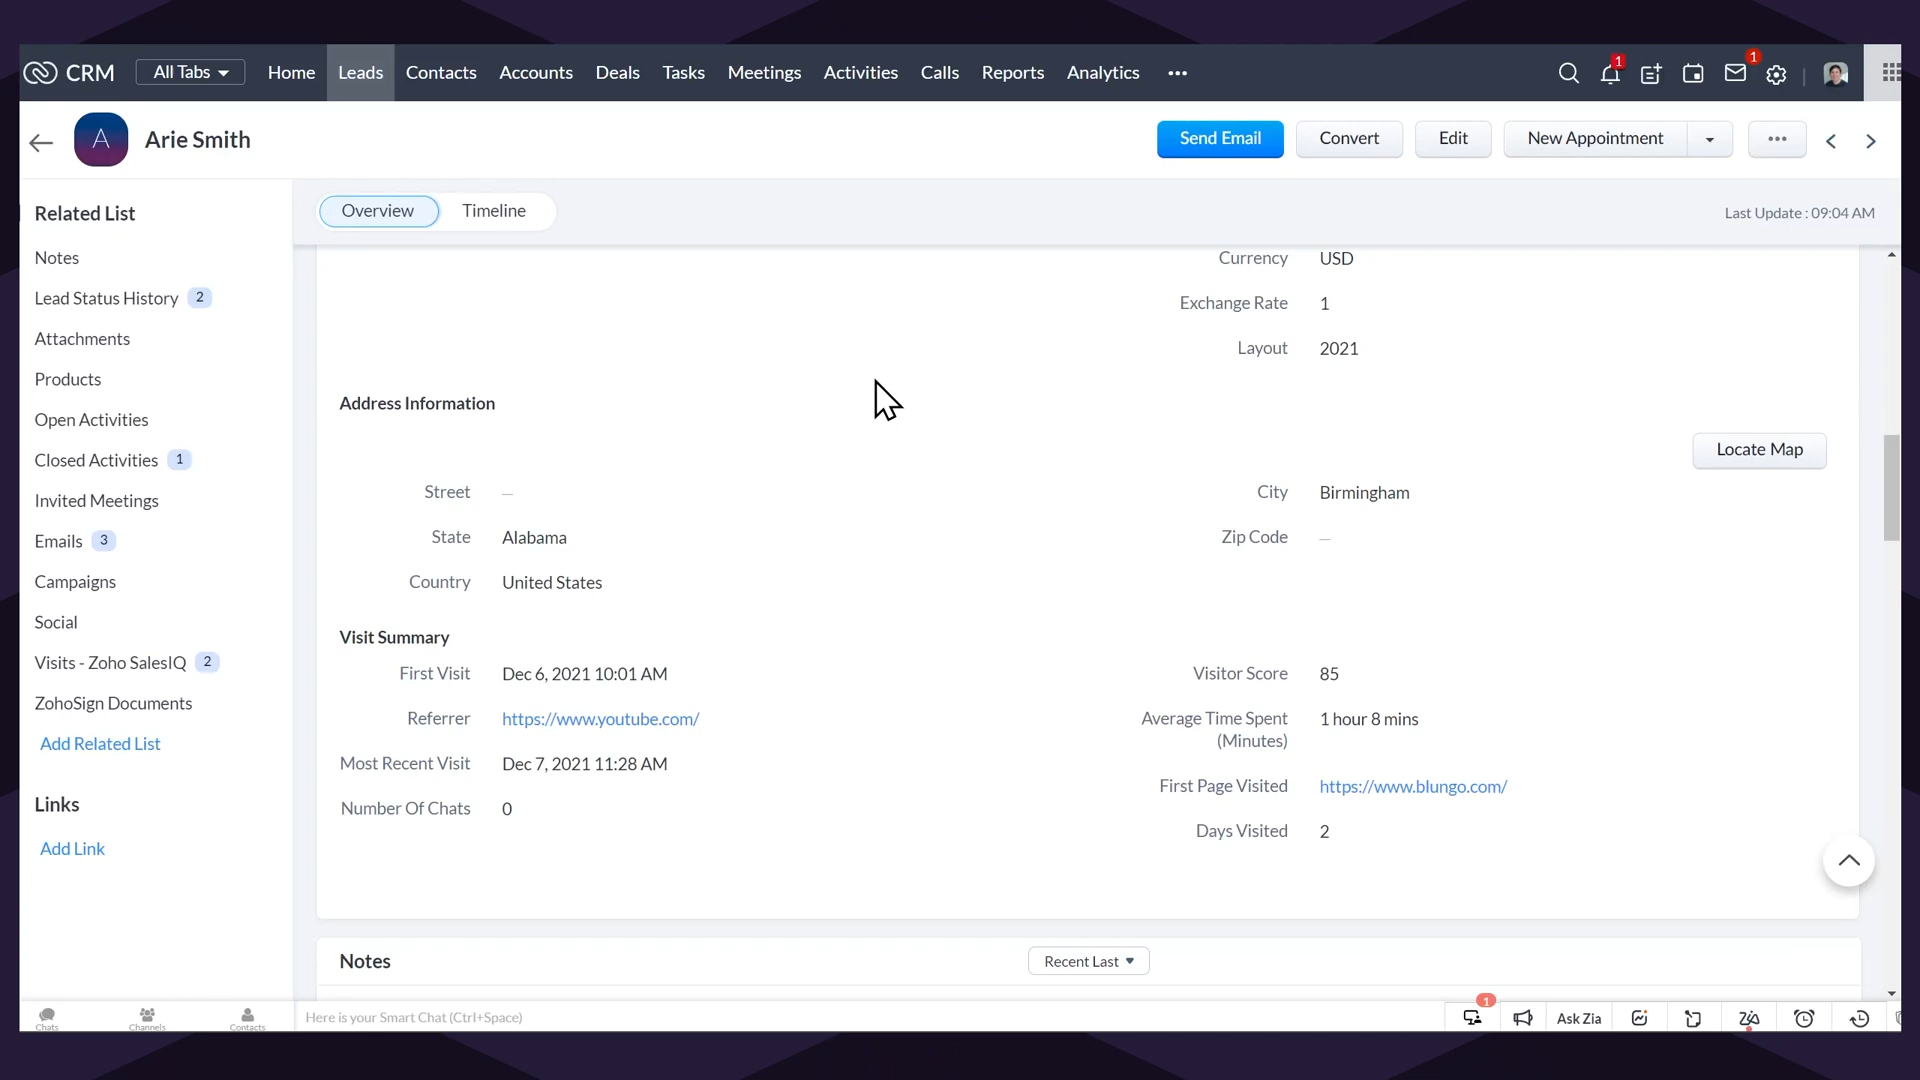 CRM All Tabs Home Leads Contacts Accounts Deals Tasks Meetings Activities Calls Reports Analytics ••• 1 1
A Arie Smith Send Email Convert Edit New Appointment •••
Related List
Notes
Lead Status History 2
Attachments
Products
Open Activities
Closed Activities 1
Invited Meetings
Emails 3
Campaigns
Social
Visits - Zoho SalesIQ 2
ZohoSign Documents
Add Related List
Links
Add Link
Overview Timeline Last Update : 09:04 AM
Currency USD
Exchange Rate 1
Layout 2021
Address Information
Locate Map
Street — City Birmingham
State Alabama Zip Code —
Country United States
Visit Summary
First Visit Dec 6, 2021 10:01 AM Visitor Score 85
Referrer https://www.youtube.com/ Average Time Spent 1 hour 8 mins
(Minutes)
Most Recent Visit Dec 7, 2021 11:28 AM
First Page Visited https://www.blungo.com/
Number Of Chats 0
Days Visited 2
Notes Recent Last
Chats Channels Contacts Here is your Smart Chat (Ctrl+Space) 1 Ask Zia